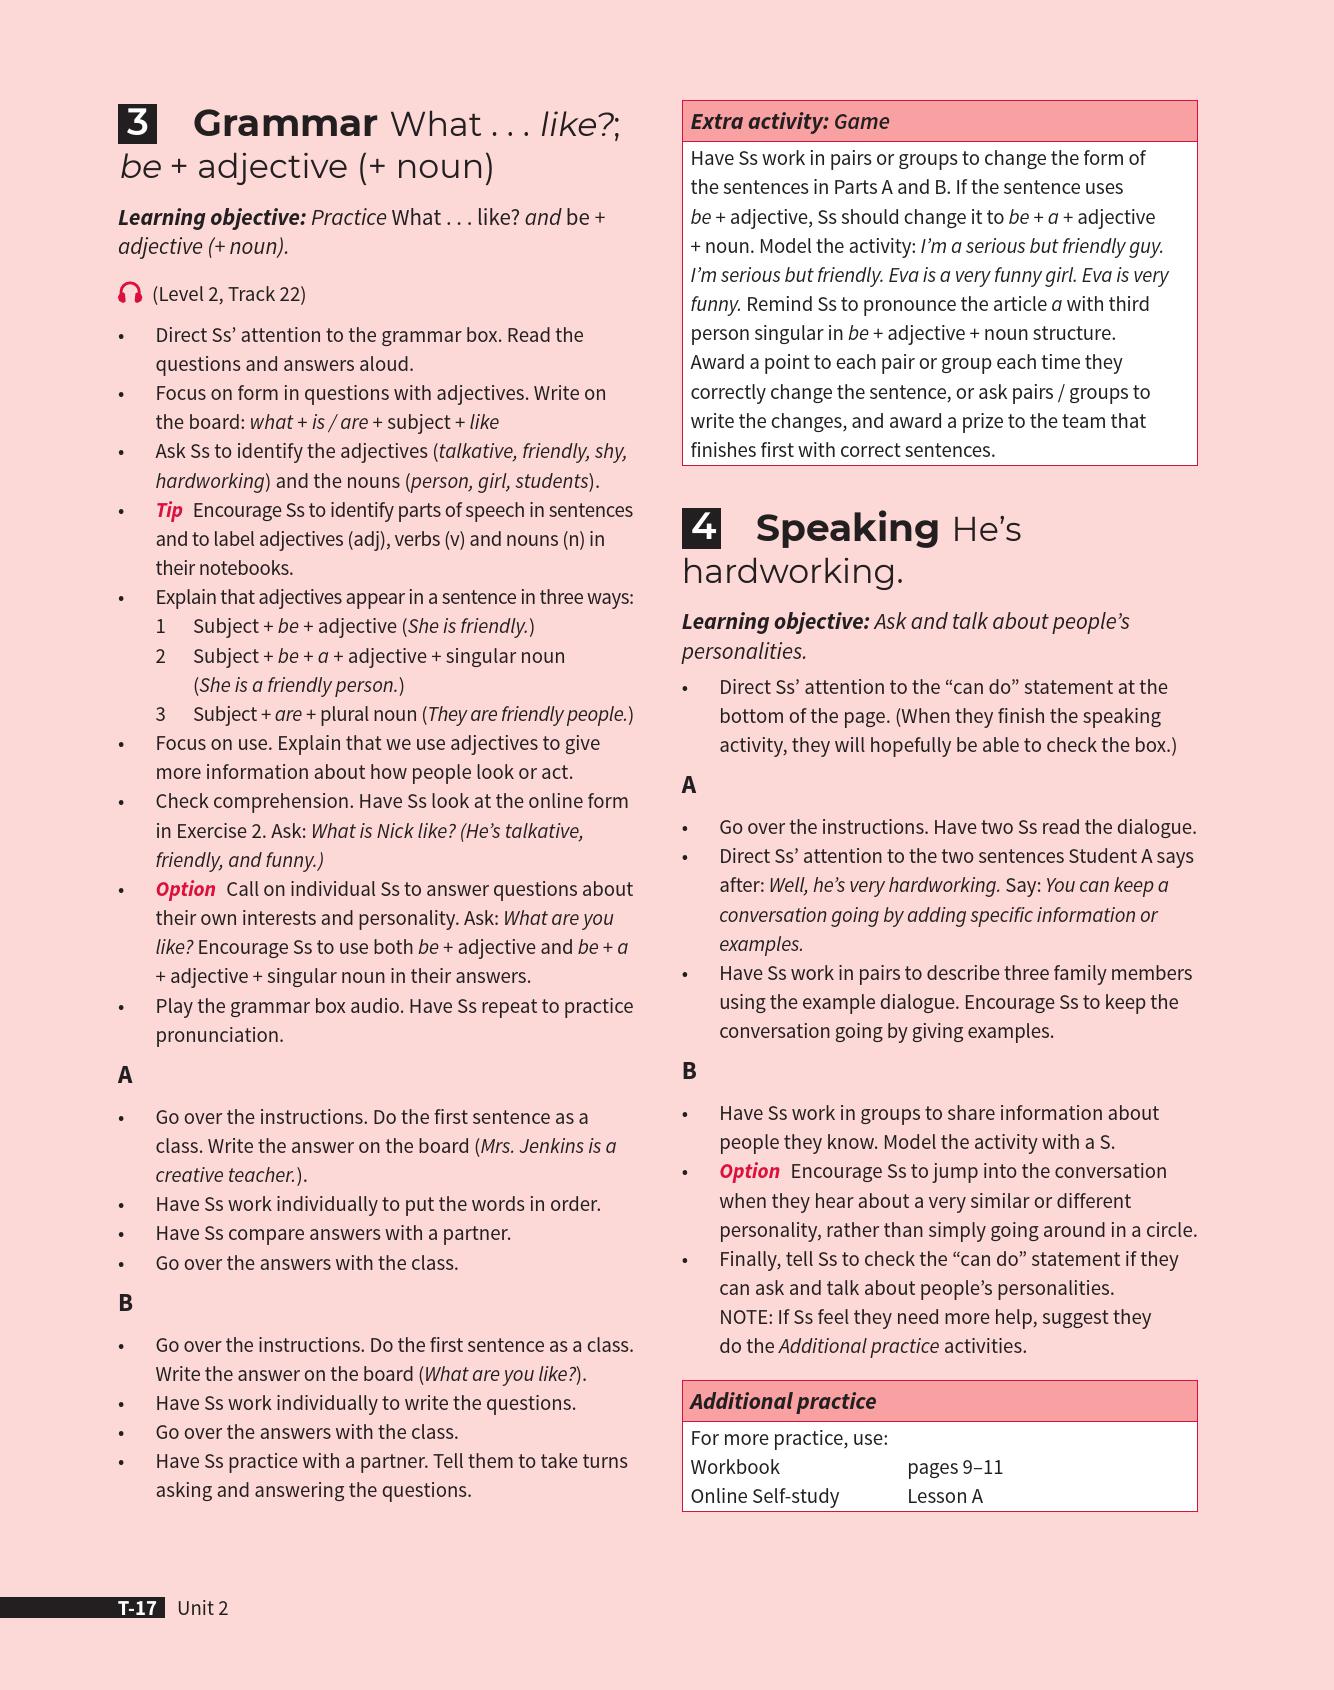 3 Grammar What . . . like?;
be + adjective (+ noun)
Learning objective: Practice What . . . like? and be +
adjective (+ noun).
(Level 2, Track 22)
• Direct Ss’ attention to the grammar box. Read the
questions and answers aloud.
• Focus on form in questions with adjectives. Write on
the board: what + is / are + subject + like
• Ask Ss to identify the adjectives (talkative, friendly, shy,
hardworking) and the nouns (person, girl, students).
• Tip Encourage Ss to identify parts of speech in sentences
and to label adjectives (adj), verbs (v) and nouns (n) in
their notebooks.
• Explain that adjectives appear in a sentence in three ways:
1 Subject + be + adjective (She is friendly.)
2 Subject + be + a + adjective + singular noun
(She is a friendly person.)
3 Subject + are + plural noun (They are friendly people.)
• Focus on use. Explain that we use adjectives to give
more information about how people look or act.
• Check comprehension. Have Ss look at the online form
in Exercise 2. Ask: What is Nick like? (He’s talkative,
friendly, and funny.)
• Option Call on individual Ss to answer questions about
their own interests and personality. Ask: What are you
like? Encourage Ss to use both be + adjective and be + a
+ adjective + singular noun in their answers.
• Play the grammar box audio. Have Ss repeat to practice
pronunciation.
A
• Go over the instructions. Do the first sentence as a
class. Write the answer on the board (Mrs. Jenkins is a
creative teacher.).
• Have Ss work individually to put the words in order.
• Have Ss compare answers with a partner.
• Go over the answers with the class.
B
• Go over the instructions. Do the first sentence as a class.
Write the answer on the board (What are you like?).
• Have Ss work individually to write the questions.
• Go over the answers with the class.
• Have Ss practice with a partner. Tell them to take turns
asking and answering the questions.
Extra activity: Game
Have Ss work in pairs or groups to change the form of
the sentences in Parts A and B. If the sentence uses
be + adjective, Ss should change it to be + a + adjective
+ noun. Model the activity: I’m a serious but friendly guy.
I’m serious but friendly. Eva is a very funny girl. Eva is very
funny. Remind Ss to pronounce the article a with third
person singular in be + adjective + noun structure.
Award a point to each pair or group each time they
correctly change the sentence, or ask pairs / groups to
write the changes, and award a prize to the team that
finishes first with correct sentences.
4 Speaking He’s
hardworking.
Learning objective: Ask and talk about people’s
personalities.
• Direct Ss’ attention to the “can do” statement at the
bottom of the page. (When they finish the speaking
activity, they will hopefully be able to check the box.)
A
• Go over the instructions. Have two Ss read the dialogue.
• Direct Ss’ attention to the two sentences Student A says
after: Well, he’s very hardworking. Say: You can keep a
conversation going by adding specific information or
examples.
• Have Ss work in pairs to describe three family members
using the example dialogue. Encourage Ss to keep the
conversation going by giving examples.
B
• Have Ss work in groups to share information about
people they know. Model the activity with a S.
• Option Encourage Ss to jump into the conversation
when they hear about a very similar or different
personality, rather than simply going around in a circle.
• Finally, tell Ss to check the “can do” statement if they
can ask and talk about people’s personalities.
NOTE: If Ss feel they need more help, suggest they
do the Additional practice activities.
Additional practice
For more practice, use:
Workbook pages 9–11
Online Self-study Lesson A
T-17 Unit 2